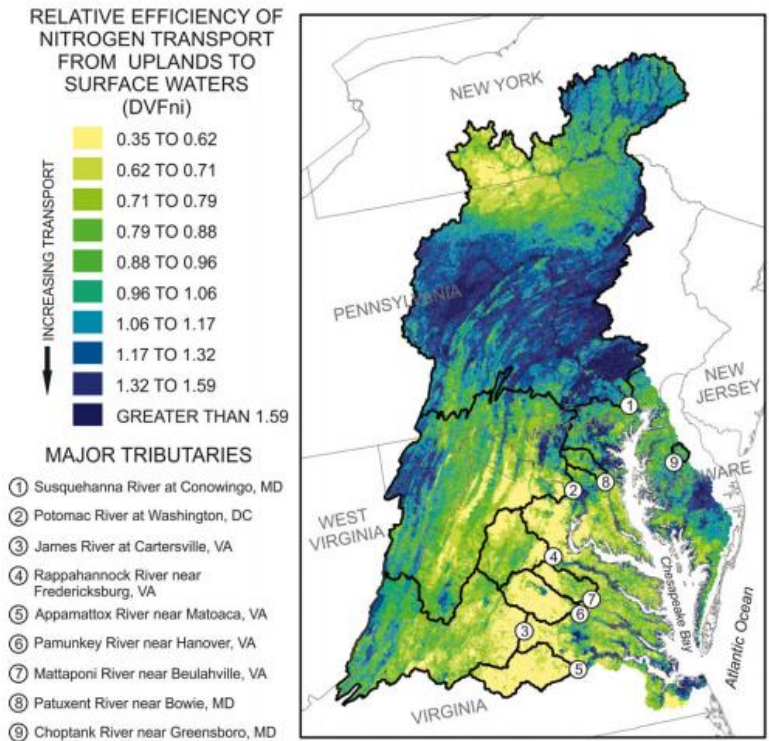 RELATIVE EFFICIENCY OF
NITROGEN TRANSPORT
FROM UPLANDS TO
SURFACE WATERS
(DVFni)
INCREASING TRANSPORT
0.35 TO 0.62
0.62 TO 0.71
0.71 TO 0.79
0.79 TO 0.88
0.88 TO 0.96
0.96 TO 1.06
1.06 TO 1.17
1.17 TO 1.32
1.32 TO 1.59
GREATER THAN 1.59
MAJOR TRIBUTARIES
1 Susquehanna River at Conowingo, MD
2 Potomac River at Washington, DC
3 James River at Cartersville, VA
4 Rappahannock River near
Fredericksburg, VA
5 Appamattox River near Matoaca, VA
6 Pamunkey River near Hanover, VA
7 Mattaponi River near Beulahville, VA
8 Patuxent River near Bowie, MD
9 Choptank River near Greensboro, MD
NEW YORK
PENNSYLVANIA
NEW
JERSEY
1
9
WARE
8
2
WEST
VIRGINIA
4
Chesapeake Bay
7
6
3
5
Atlantic Ocean
VIRGINIA